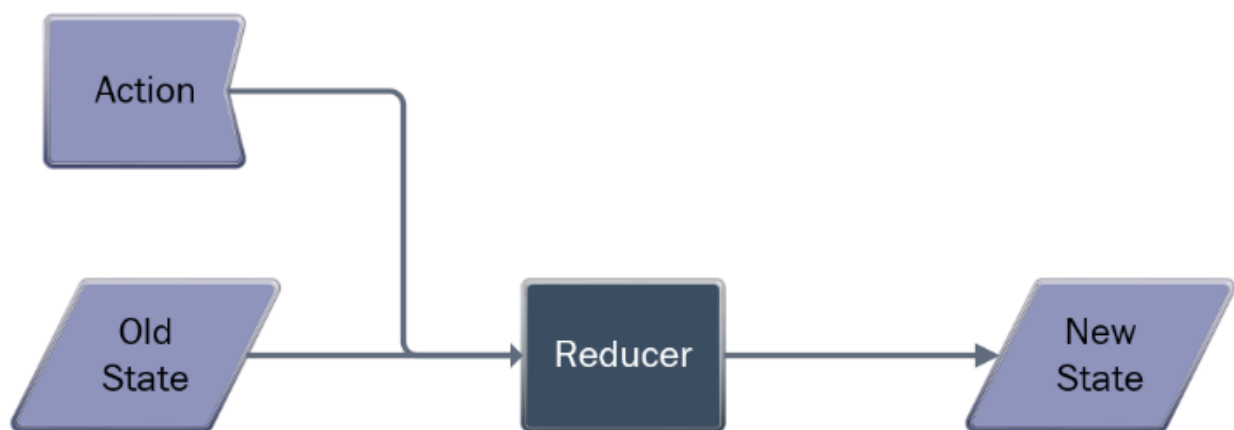 Action
Old
State
Reducer
New
State